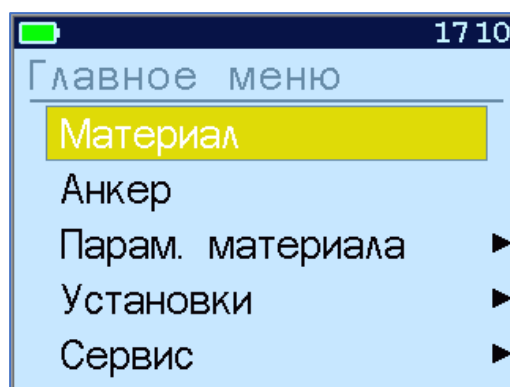 1710
Главное меню
Материал
Анкер
Парам. материала
Установки
Сервис